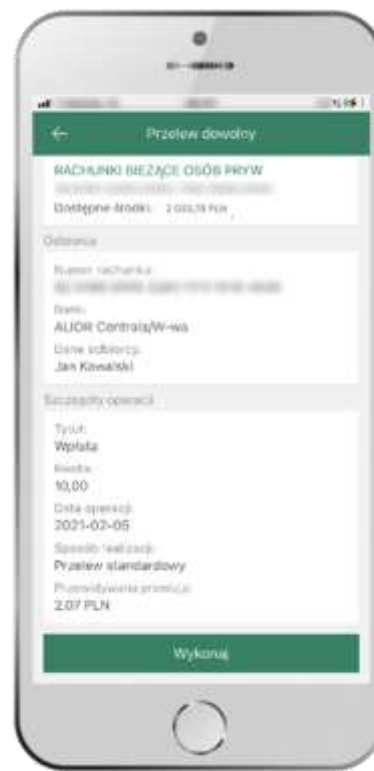 Przelew dowolny
RACHUNKI BIEŻĄCE OSÓB PRYW
Dostępne środki:
Odbiorca
Numer rachunku:
Bank:
ALIOR Centrala/W-wa
Dane odbiorcy:
Jan Kowalski
Szczegóły operacji
Tytuł:
Wpłata
Kwota:
10,00
Data operacji:
2021-02-05
Sposób realizacji:
Przelew standardowy
Przewidywana prowizja:
2.07 PLN
Wykonaj